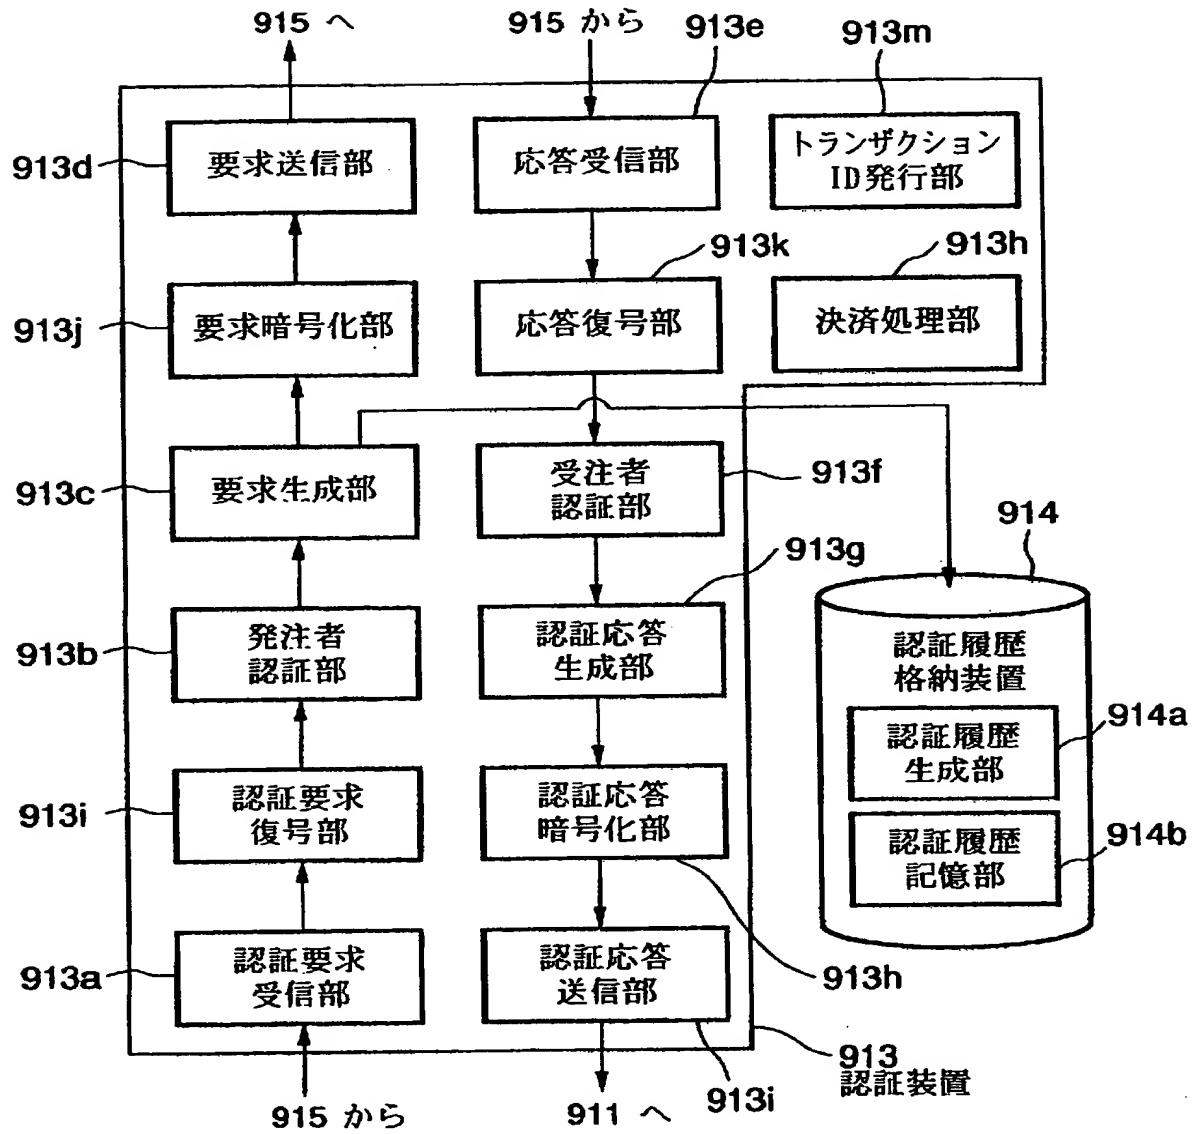 915 へ
915 から
913e
913m
913d
要求送信部
応答受信部
トランザクション
ID発行部
913k
913h
913j
要求暗号化部
応答復号部
決済処理部
913c
要求生成部
受注者
認証部
913f
914
913g
913b
発注者
認証部
認証応答
生成部
認証履歴
格納装置
914a
認証履歴
生成部
913i
認証要求
復号部
認証応答
暗号化部
914b
認証履歴
記憶部
913a
認証要求
受信部
認証応答
送信部
913h
913
認証装置
915 から
911 へ
913i